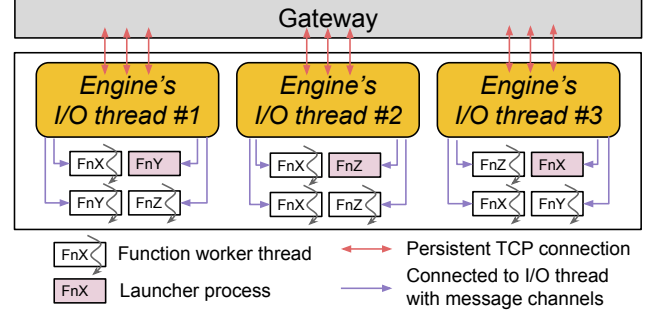 Gateway
Engine's
I/O thread #1
Engine's
I/O thread #2
Engine's
I/O thread #3
FnX FnY FnX FnZ FnZ FnX
FnY FnZ FnX FnZ FnX FnY
FnX Function worker thread
Persistent TCP connection
FnX Launcher process
Connected to I/O thread
with message channels